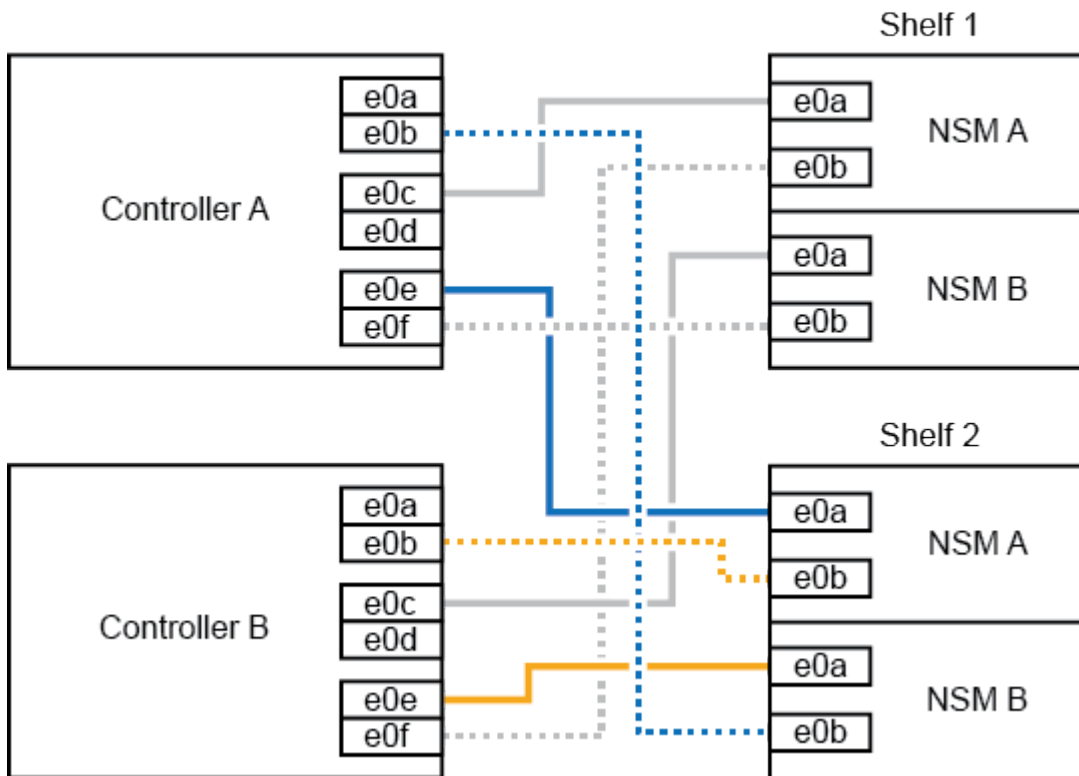 Shelf 1
Controller A
e0a
e0b
e0c
e0d
e0e
e0f
e0a
e0b
NSM A
e0a
e0b
NSM B
Shelf 2
Controller B
e0a
e0b
e0c
e0d
e0e
e0f
e0a
e0b
NSM A
e0a
e0b
NSM B